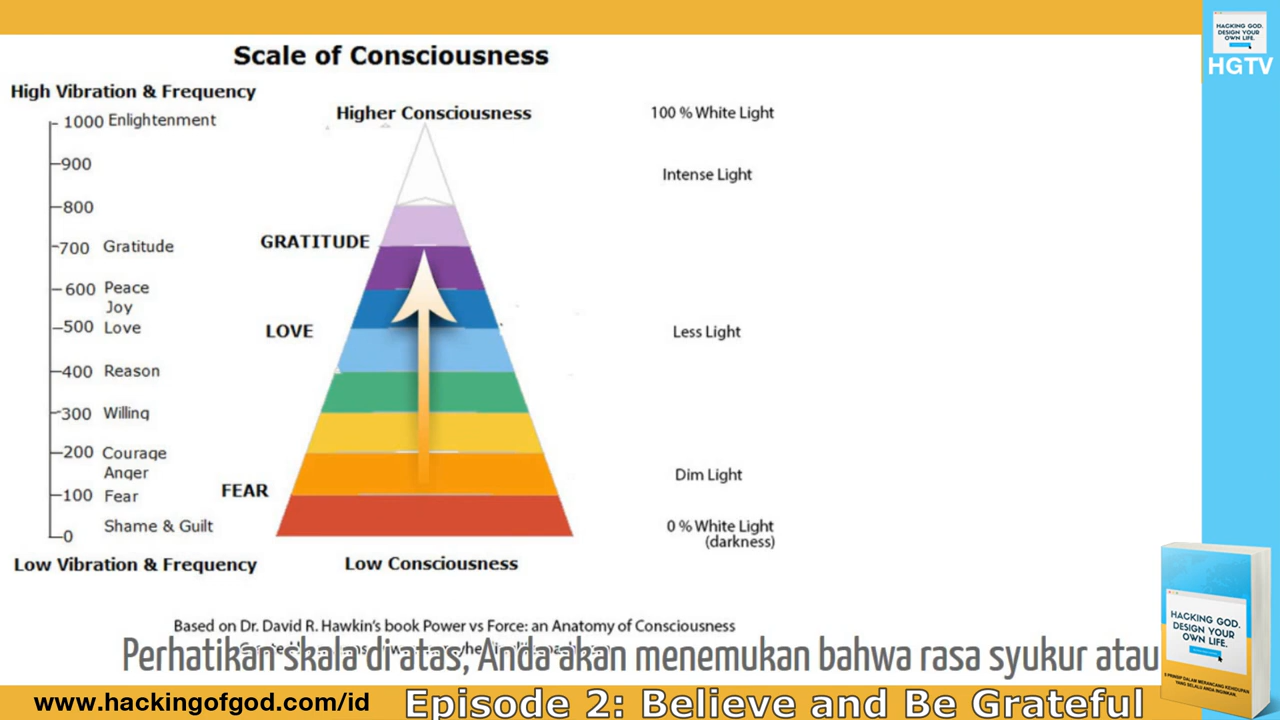 Scale of Consciousness
High Vibration & Frequency
1000 Enlightenment
900
800
700 Gratitude
600 Peace
Joy
500 Love
400 Reason
300 Willing
200 Courage
Anger
100 Fear
Shame & Guilt
0
Low Vibration & Frequency
Higher Consciousness
GRATITUDE
LOVE
FEAR
Low Consciousness
100 % White Light
Intense Light
Less Light
Dim Light
0 % White Light
(darkness)
Based on Dr. David R. Hawkin's book Power vs Force: an Anatomy of Consciousness
Perhatikan skala diatas, Anda akan menemukan bahwa rasa syukur atau
www.hackingofgod.com/id
Episode 2: Believe and Be Grateful
HACKING GOD.
DESIGN YOUR
OWN LIFE.
HGTV
HACKING GOD.
DESIGN YOUR
OWN LIFE.